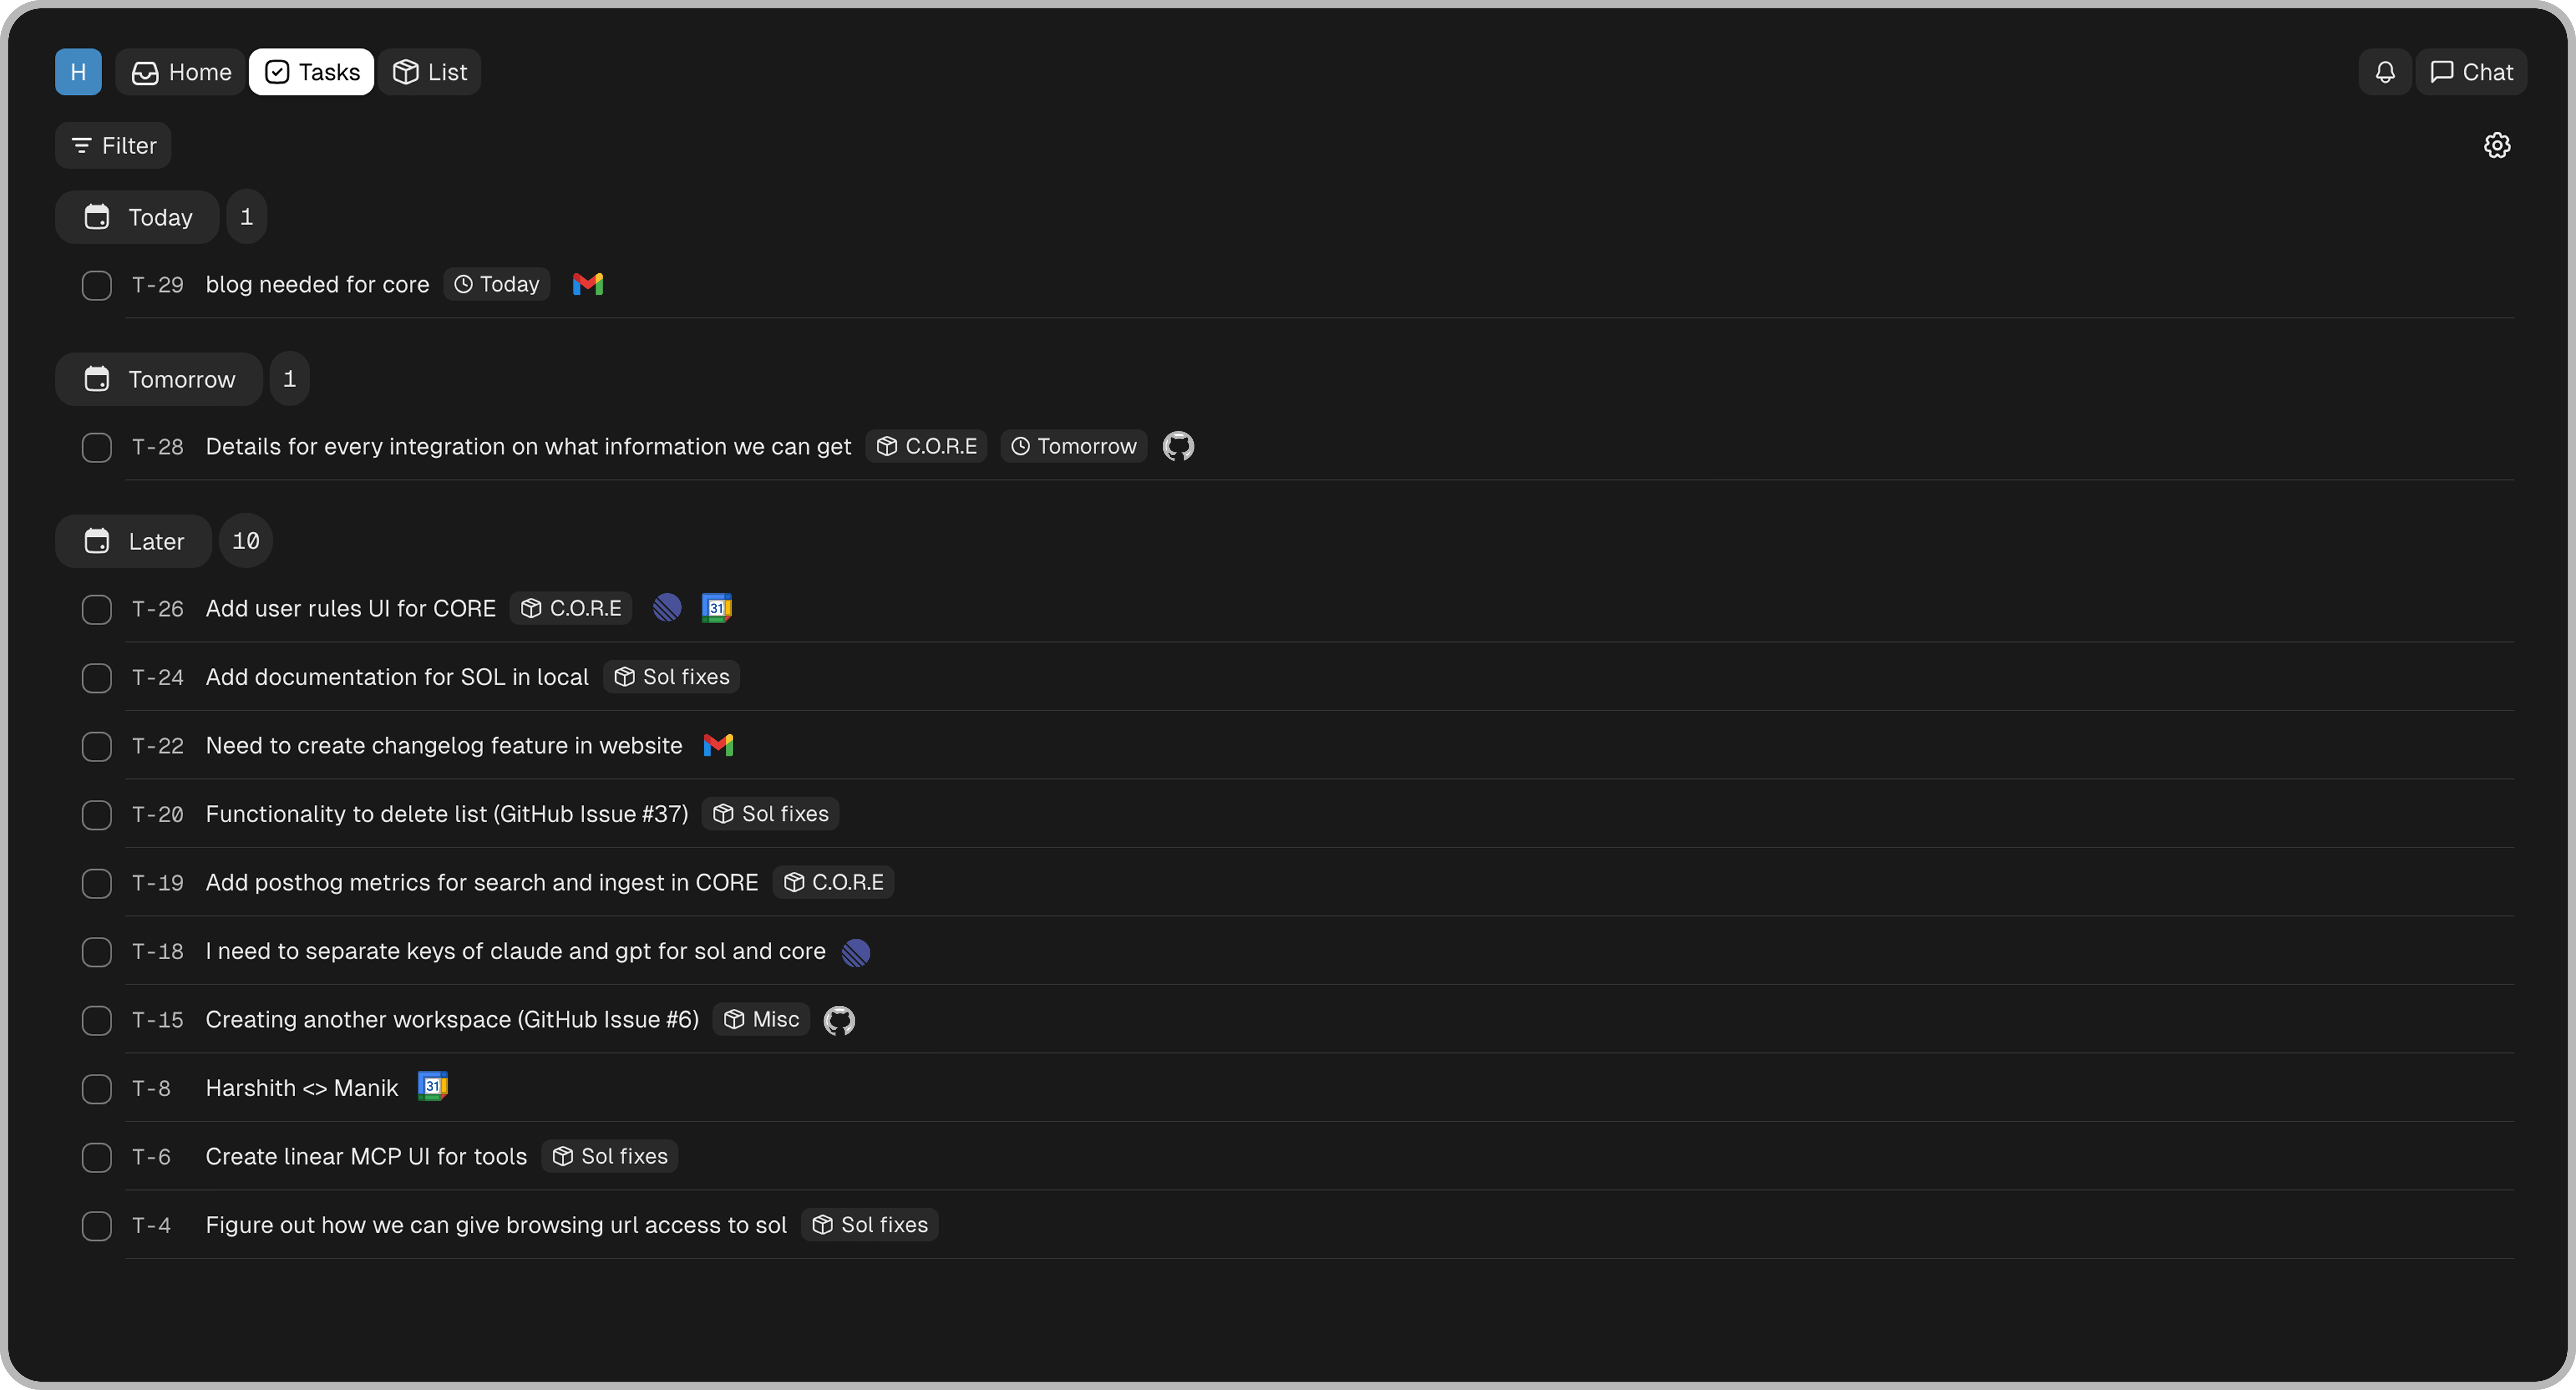 H Home Tasks List Chat
Filter
Today 1
T-29 blog needed for core Today
Tomorrow 1
T-28 Details for every integration on what information we can get C.O.R.E Tomorrow
Later 10
T-26 Add user rules UI for CORE C.O.R.E 31
T-24 Add documentation for SOL in local Sol fixes
T-22 Need to create changelog feature in website
T-20 Functionality to delete list (GitHub Issue #37) Sol fixes
T-19 Add posthog metrics for search and ingest in CORE C.O.R.E
T-18 I need to separate keys of claude and gpt for sol and core
T-15 Creating another workspace (GitHub Issue #6) Misc
T-8 Harshith <> Manik 31
T-6 Create linear MCP UI for tools Sol fixes
T-4 Figure out how we can give browsing url access to sol Sol fixes